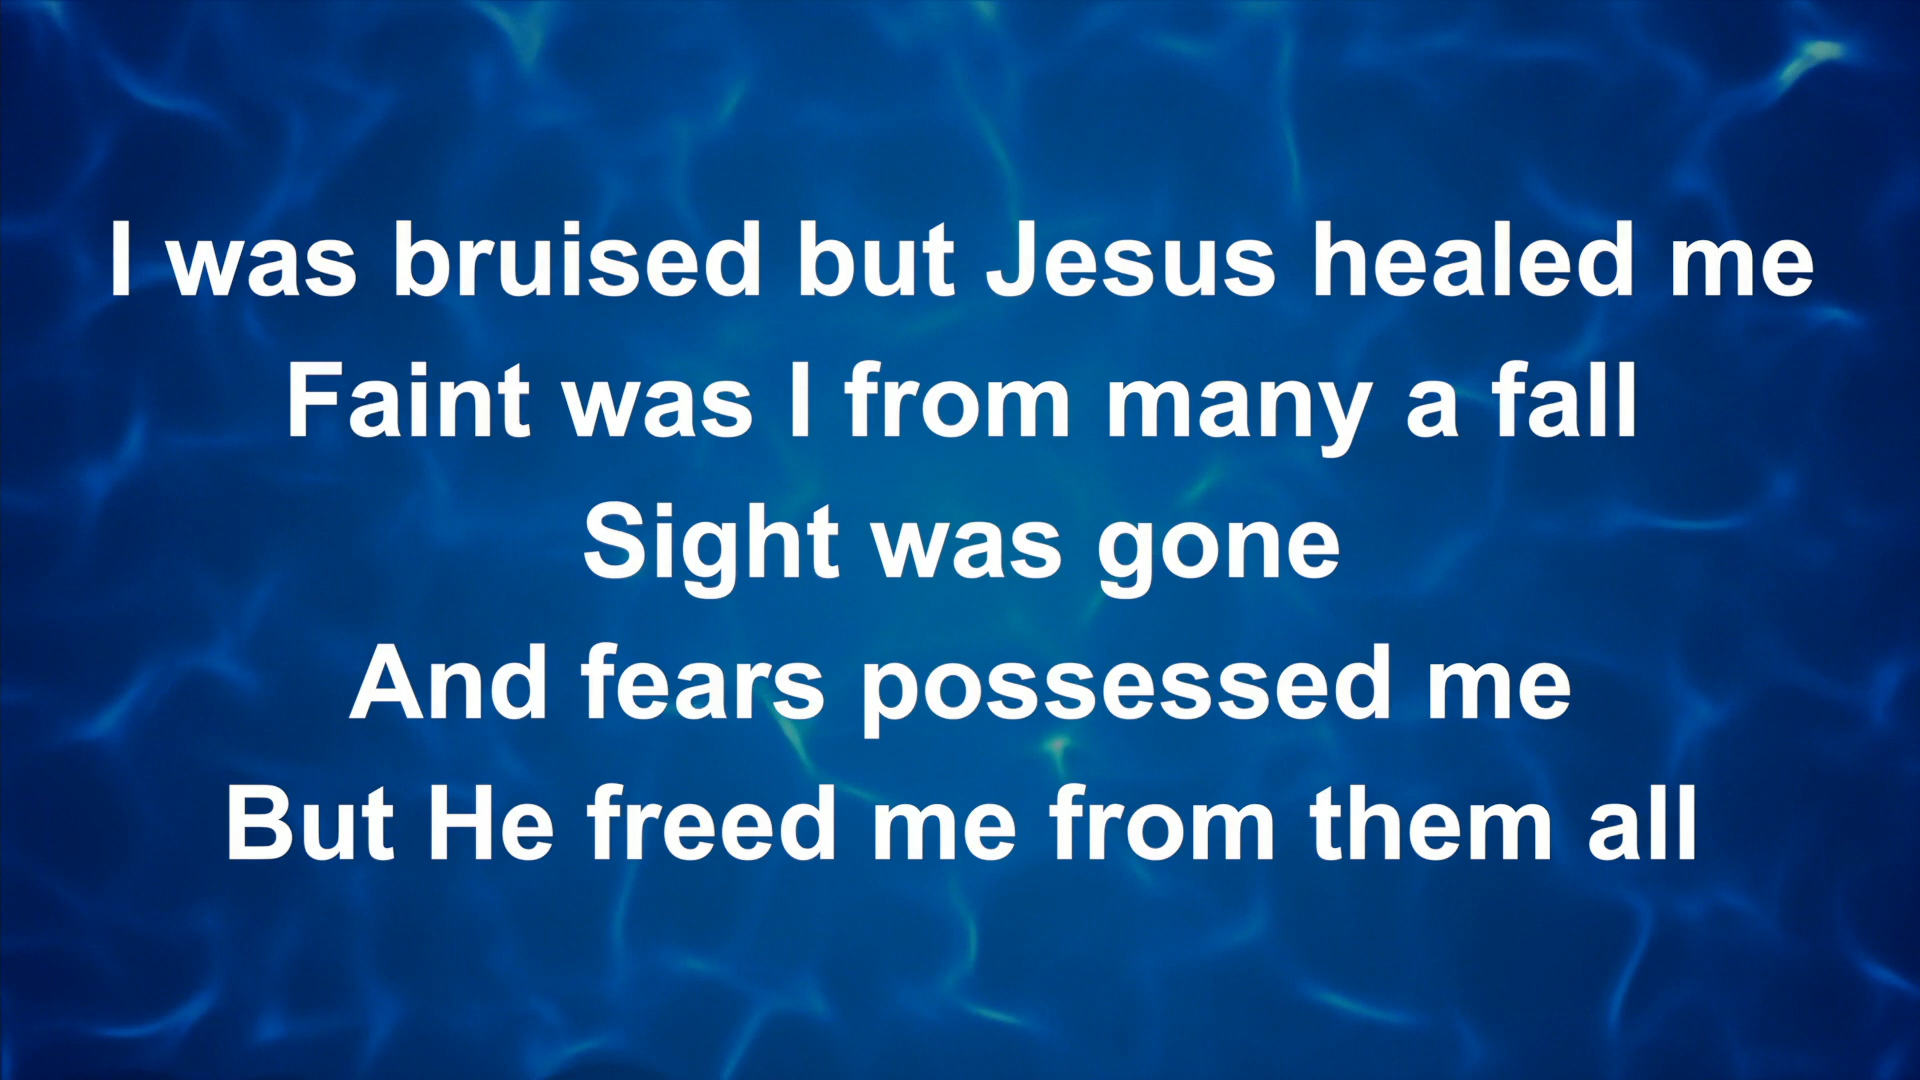 I was bruised but Jesus healed me
Faint was I from many a fall
Sight was gone
And fears possessed me
But He freed me from them all